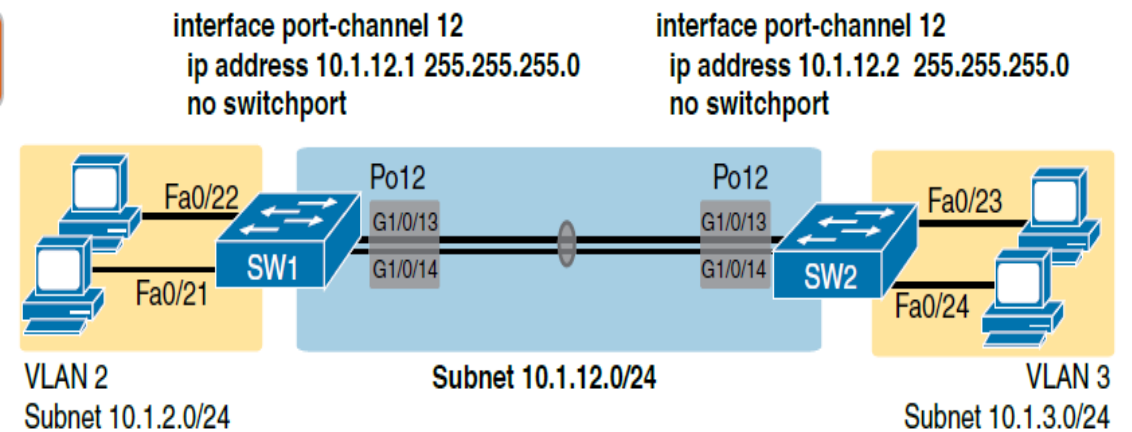 interface port-channel 12
ip address 10.1.12.1 255.255.255.0
no switchport
interface port-channel 12
ip address 10.1.12.2 255.255.255.0
no switchport
Po12
Po12
Fa0/22
G1/0/13
G1/0/13
Fa0/23
SW1
SW2
G1/0/14
G1/0/14
Fa0/21
Fa0/24
VLAN 2
Subnet 10.1.2.0/24
Subnet 10.1.12.0/24
VLAN 3
Subnet 10.1.3.0/24